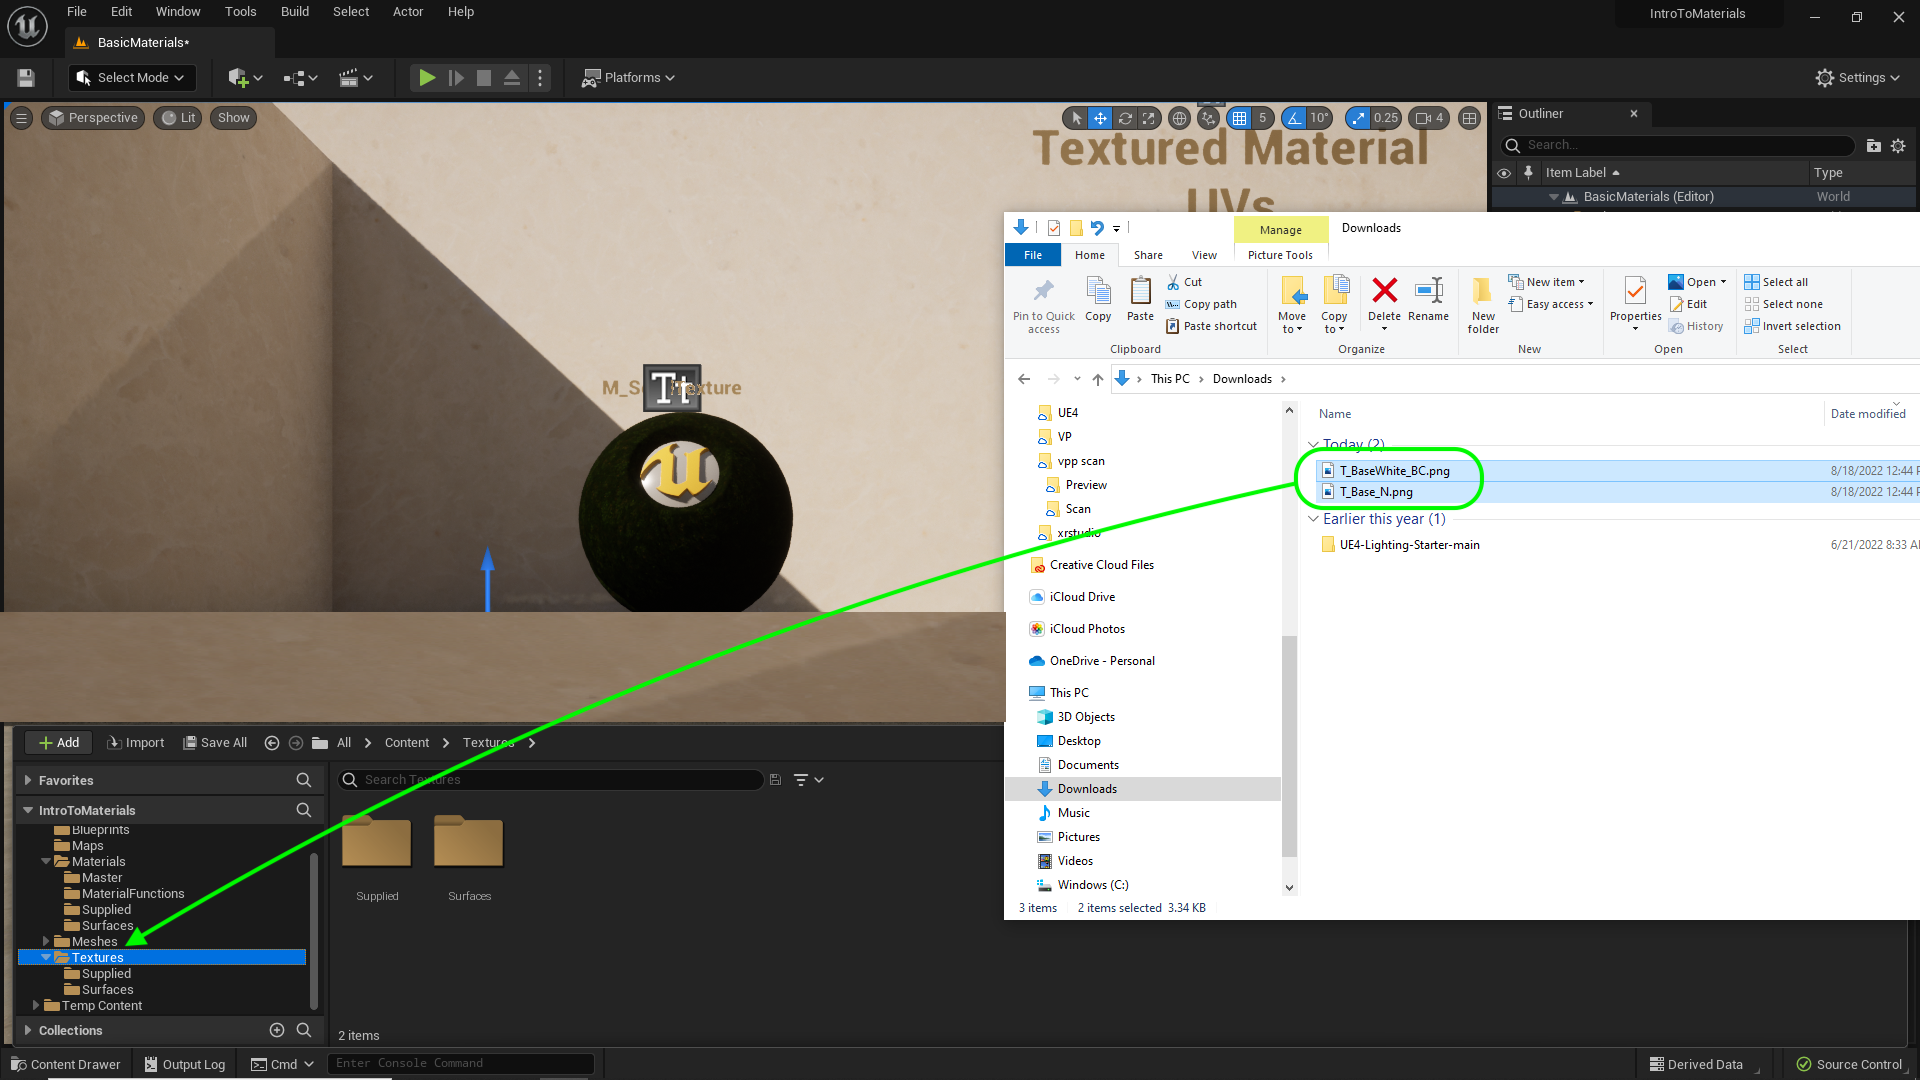 File Edit Window Tools Build Select Actor Help
IntroToMaterials
BasicMaterials*
Select Mode
Platforms
Settings
Perspective Lit Show
5 10° 0.25 4
Textured Material
UVs
Outliner
Search...
Item Label Type
BasicMaterials (Editor) World
Manage Downloads
File Home Share View Picture Tools
Pin to Quick access
Copy
Paste
Cut
Copy path
Paste shortcut
Clipboard
Move to
Copy to
Delete
Rename
Organize
New folder
New item
Easy access
New
Properties
Open
Edit
History
Open
Select all
Select none
Invert selection
Select
This PC Downloads
UE4
VP
vpp scan
Preview
Scan
xrstudio
Creative Cloud Files
iCloud Drive
iCloud Photos
OneDrive - Personal
This PC
3D Objects
Desktop
Documents
Downloads
Music
Pictures
Videos
Windows (C:)
Name Date modified
Today (2)
T_BaseWhite_BC.png 8/18/2022 12:44
T_Base_N.png 8/18/2022 12:44
Earlier this year (1)
UE4-Lighting-Starter-main 6/21/2022 8:33
3 items 2 items selected 3.34 KB
Add Import Save All All Content Textures
Favorites
Search Textures
IntroToMaterials
Blueprints
Maps
Materials
Master
MaterialFunctions
Supplied
Surfaces
Meshes
Textures
Supplied
Surfaces
Temp Content
Collections
Supplied Surfaces
2 items
Content Drawer Output Log Cmd Enter Console Command
Derived Data Source Control